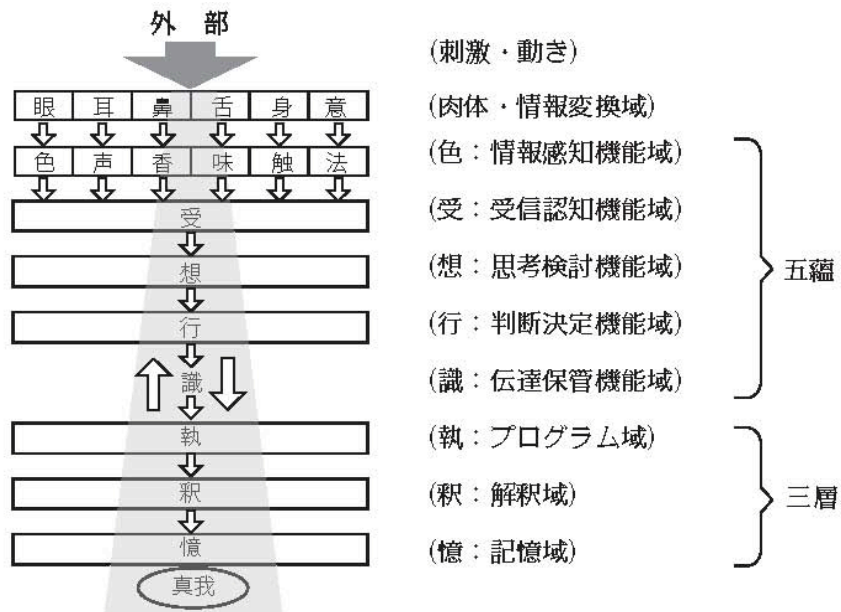 外 部
(刺激・動き)
眼 耳 鼻 舌 身 意
(肉体・情報変換域)
色 声 香 味 触 法
(色：情報感知機能域)
受
(受：受信認知機能域)
想
(想：思考検討機能域)
五蘊
行
(行：判断決定機能域)
識
(識：伝達保管機能域)
執
(執：プログラム域)
釈
(釈：解釈域)
三層
憶
(憶：記憶域)
真我